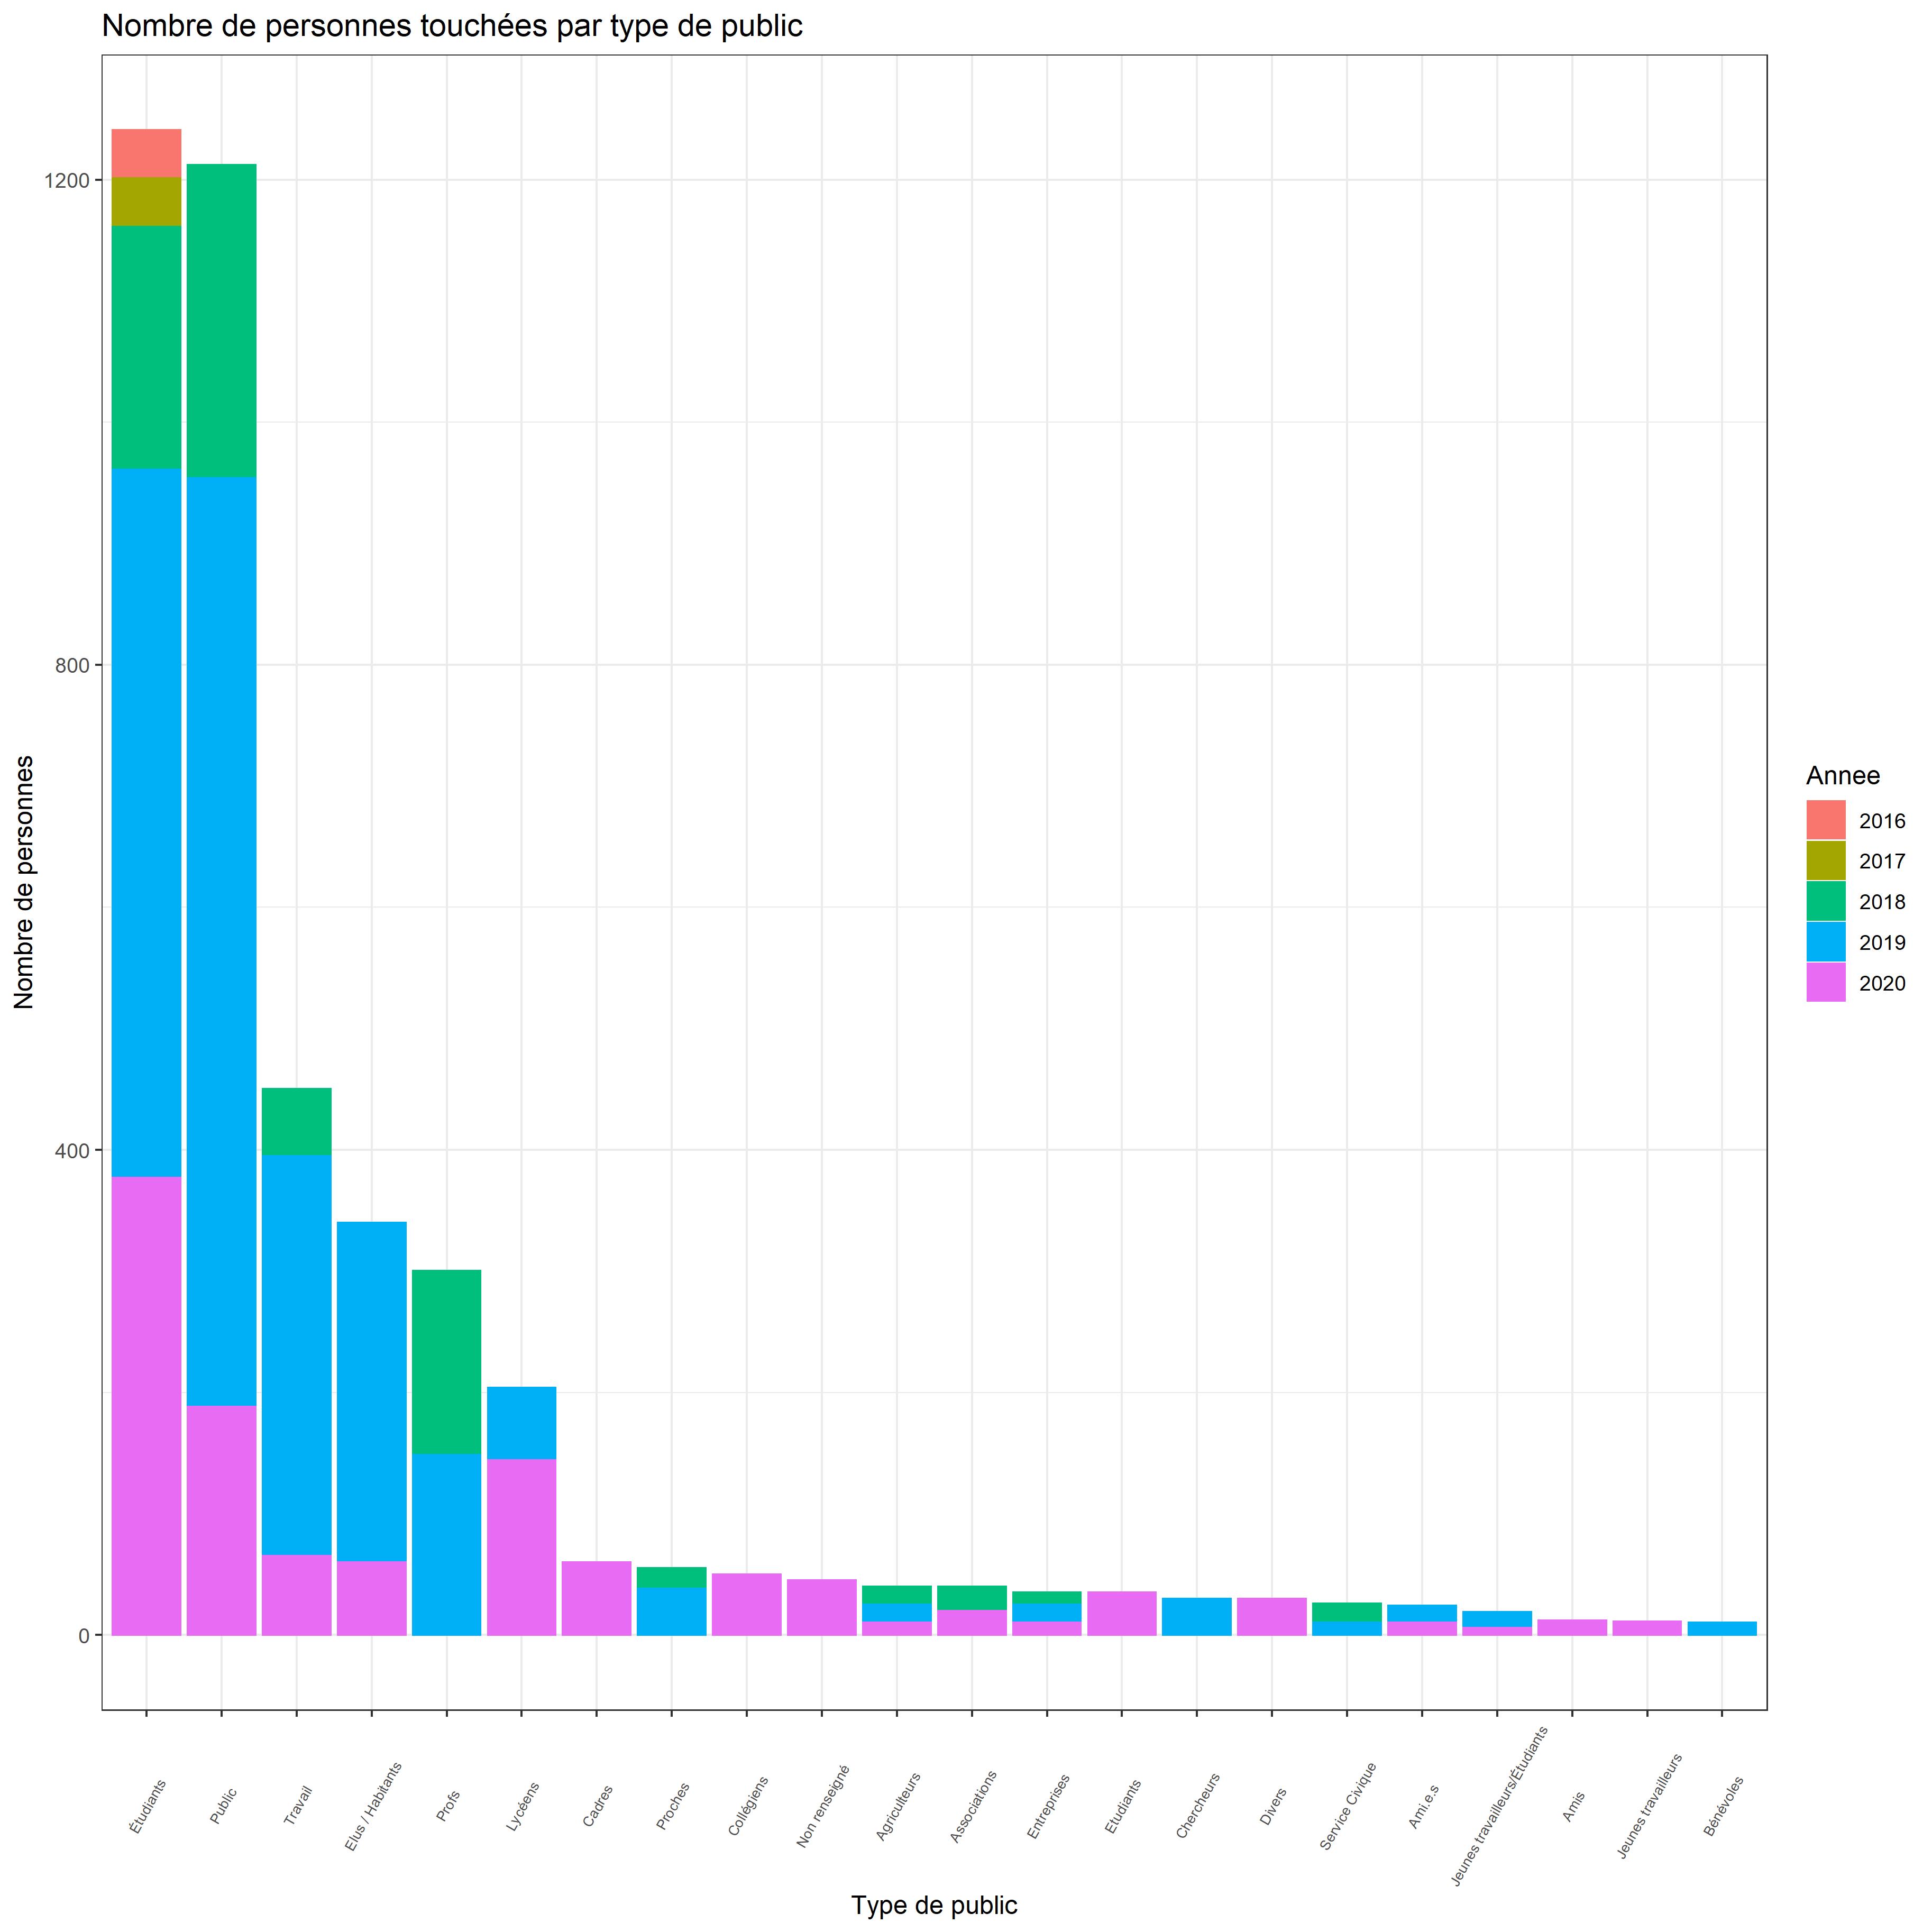 Nombre de personnes touchées par type de public
Nombre de personnes
1200
800
400
0
Étudiants
Public
Travail
Elus / Habitants
Profs
Lycéens
Cadres
Proches
Collégiens
Non renseigné
Agriculteurs
Associations
Entreprises
Etudiants
Chercheurs
Divers
Service Civique
Ami.e.s
Jeunes travailleurs/Étudiants
Amis
Jeunes travailleurs
Bénévoles
Type de public
Annee
2016
2017
2018
2019
2020